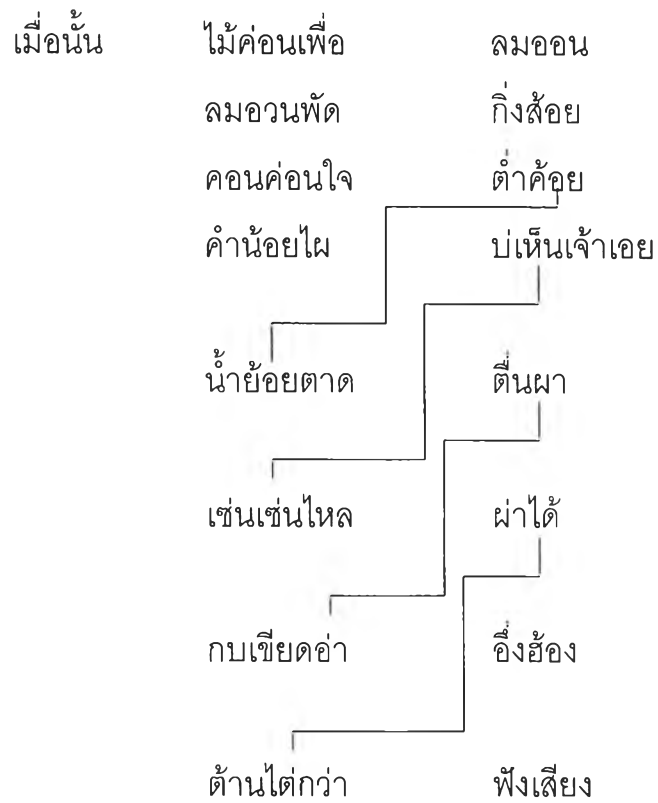 เมื่อนั้น ไม้ค่อนเพื่อ ลมออน
ลมอวนพัด กิ่งส้อย
คอนค่อนใจ ต่ำค้อย
คำน้อยไผ บ่เห็นเจ้าเอย
น้ำย้อยตาด ตื่นผา
เซ่นเซ่นไหล ผ่าได้
กบเขียดอ่ำ อึ่งฮ้อง
ต้านไต่กว่า ฟังเสียง